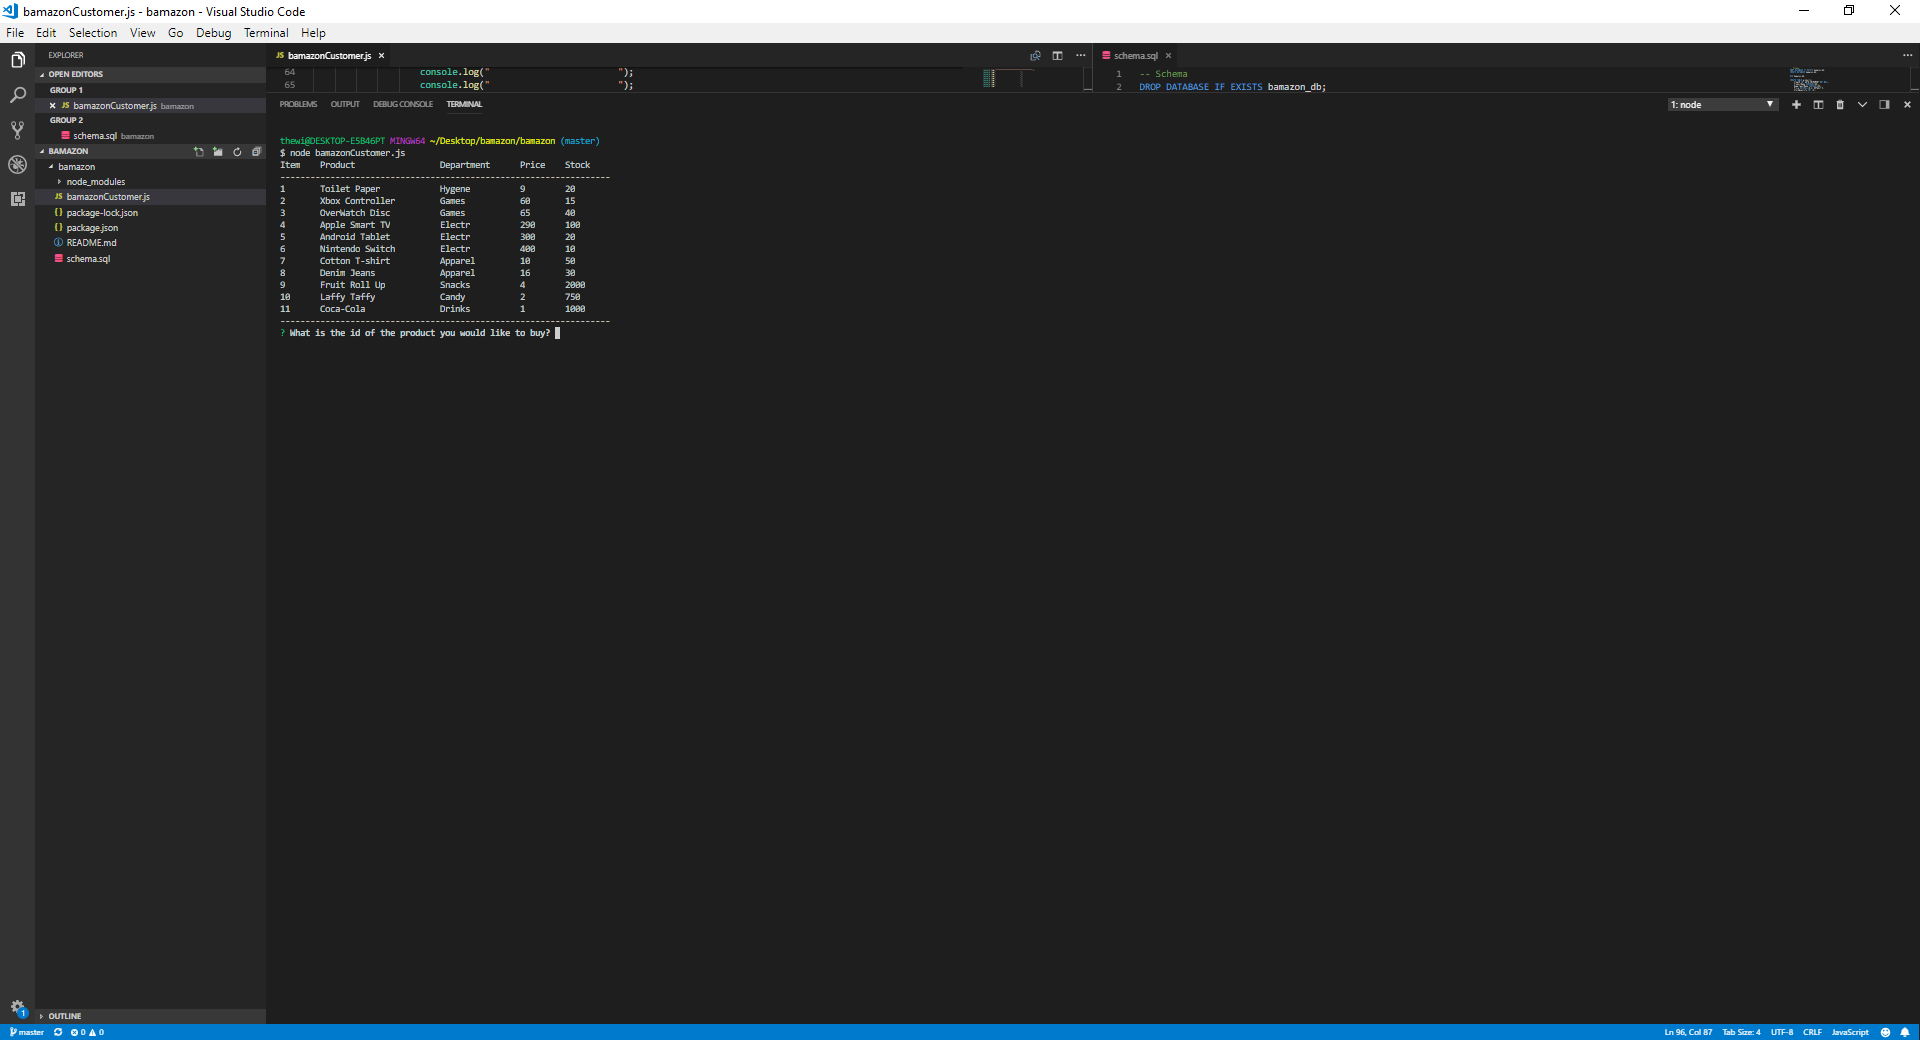 bamazonCustomer.js - bamazon - Visual Studio Code
File Edit Selection View Go Debug Terminal Help
EXPLORER
OPEN EDITORS
GROUP 1
JS bamazonCustomer.js bamazon
GROUP 2
schema.sql bamazon
BAMAZON
bamazon
node_modules
JS bamazonCustomer.js
{} package-lock.json
{} package.json
README.md
schema.sql
OUTLINE
JS bamazonCustomer.js
64 console.log(" ");
65 console.log(" ");
schema.sql
1 -- Schema
2 DROP DATABASE IF EXISTS bamazon_db;
PROBLEMS OUTPUT DEBUG CONSOLE TERMINAL
1: node
thewi@DESKTOP-E5B46PT MINGW64 ~/Desktop/bamazon/bamazon (master)
$ node bamazonCustomer.js
Item Product Department Price Stock
------------------------------------------------------------------
1 Toilet Paper Hygene 9 20
2 Xbox Controller Games 60 15
3 OverWatch Disc Games 65 40
4 Apple Smart TV Electr 290 100
5 Android Tablet Electr 300 20
6 Nintendo Switch Electr 400 10
7 Cotton T-shirt Apparel 10 50
8 Denim Jeans Apparel 16 30
9 Fruit Roll Up Snacks 4 2000
10 Laffy Taffy Candy 2 750
11 Coca-Cola Drinks 1 1000
------------------------------------------------------------------
? What is the id of the product you would like to buy?
1
master 0 0
Ln 96, Col 87 Tab Size: 4 UTF-8 CRLF JavaScript